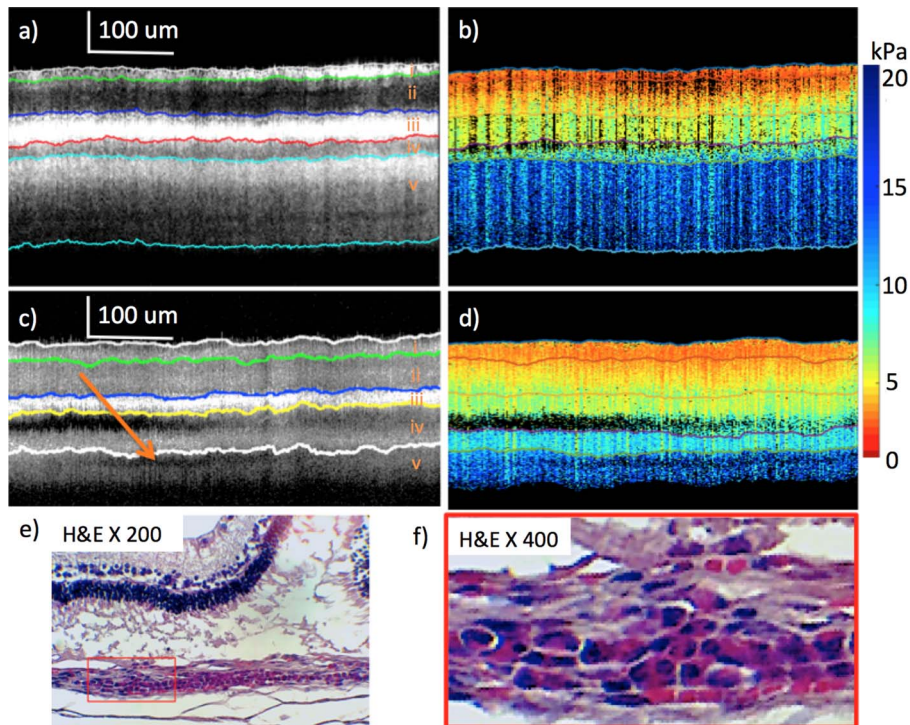 a)
100 um
i
ii
iii
iv
v
b)
kPa
20
15
10
5
0
c)
100 um
i
ii
iii
iv
v
d)
e)
H&E X 200
f)
H&E X 400